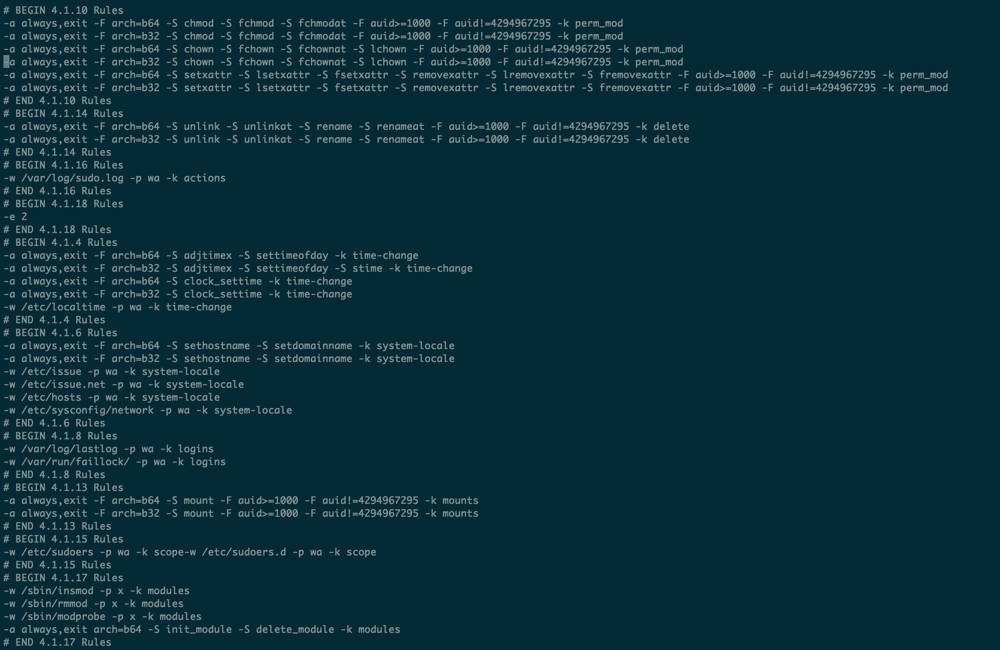 # BEGIN 4.1.10 Rules
-a always,exit -F arch=b64 -S chmod -S fchmod -S fchmodat -F auid>=1000 -F auid!=4294967295 -k perm_mod
-a always,exit -F arch=b32 -S chmod -S fchmod -S fchmodat -F auid>=1000 -F auid!=4294967295 -k perm_mod
-a always,exit -F arch=b64 -S chown -S fchown -S fchownat -S lchown -F auid>=1000 -F auid!=4294967295 -k perm_mod
-a always,exit -F arch=b32 -S chown -S fchown -S fchownat -S lchown -F auid>=1000 -F auid!=4294967295 -k perm_mod
-a always,exit -F arch=b64 -S setxattr -S lsetxattr -S fsetxattr -S removexattr -S lremovexattr -S fremovexattr -F auid>=1000 -F auid!=4294967295 -k perm_mod
-a always,exit -F arch=b32 -S setxattr -S lsetxattr -S fsetxattr -S removexattr -S lremovexattr -S fremovexattr -F auid>=1000 -F auid!=4294967295 -k perm_mod
# END 4.1.10 Rules
# BEGIN 4.1.14 Rules
-a always,exit -F arch=b64 -S unlink -S unlinkat -S rename -S renameat -F auid>=1000 -F auid!=4294967295 -k delete
-a always,exit -F arch=b32 -S unlink -S unlinkat -S rename -S renameat -F auid>=1000 -F auid!=4294967295 -k delete
# END 4.1.14 Rules
# BEGIN 4.1.16 Rules
-w /var/log/sudo.log -p wa -k actions
# END 4.1.16 Rules
# BEGIN 4.1.18 Rules
-e 2
# END 4.1.18 Rules
# BEGIN 4.1.4 Rules
-a always,exit -F arch=b64 -S adjtimex -S settimeofday -k time-change
-a always,exit -F arch=b32 -S adjtimex -S settimeofday -S stime -k time-change
-a always,exit -F arch=b64 -S clock_settime -k time-change
-a always,exit -F arch=b32 -S clock_settime -k time-change
-w /etc/localtime -p wa -k time-change
# END 4.1.4 Rules
# BEGIN 4.1.6 Rules
-a always,exit -F arch=b64 -S sethostname -S setdomainname -k system-locale
-a always,exit -F arch=b32 -S sethostname -S setdomainname -k system-locale
-w /etc/issue -p wa -k system-locale
-w /etc/issue.net -p wa -k system-locale
-w /etc/hosts -p wa -k system-locale
-w /etc/sysconfig/network -p wa -k system-locale
# END 4.1.6 Rules
# BEGIN 4.1.8 Rules
-w /var/log/lastlog -p wa -k logins
-w /var/run/faillock/ -p wa -k logins
# END 4.1.8 Rules
# BEGIN 4.1.13 Rules
-a always,exit -F arch=b64 -S mount -F auid>=1000 -F auid!=4294967295 -k mounts
-a always,exit -F arch=b32 -S mount -F auid>=1000 -F auid!=4294967295 -k mounts
# END 4.1.13 Rules
# BEGIN 4.1.15 Rules
-w /etc/sudoers -p wa -k scope-w /etc/sudoers.d -p wa -k scope
# END 4.1.15 Rules
# BEGIN 4.1.17 Rules
-w /sbin/insmod -p x -k modules
-w /sbin/rmmod -p x -k modules
-w /sbin/modprobe -p x -k modules
-a always,exit arch=b64 -S init_module -S delete_module -k modules
# END 4.1.17 Rules